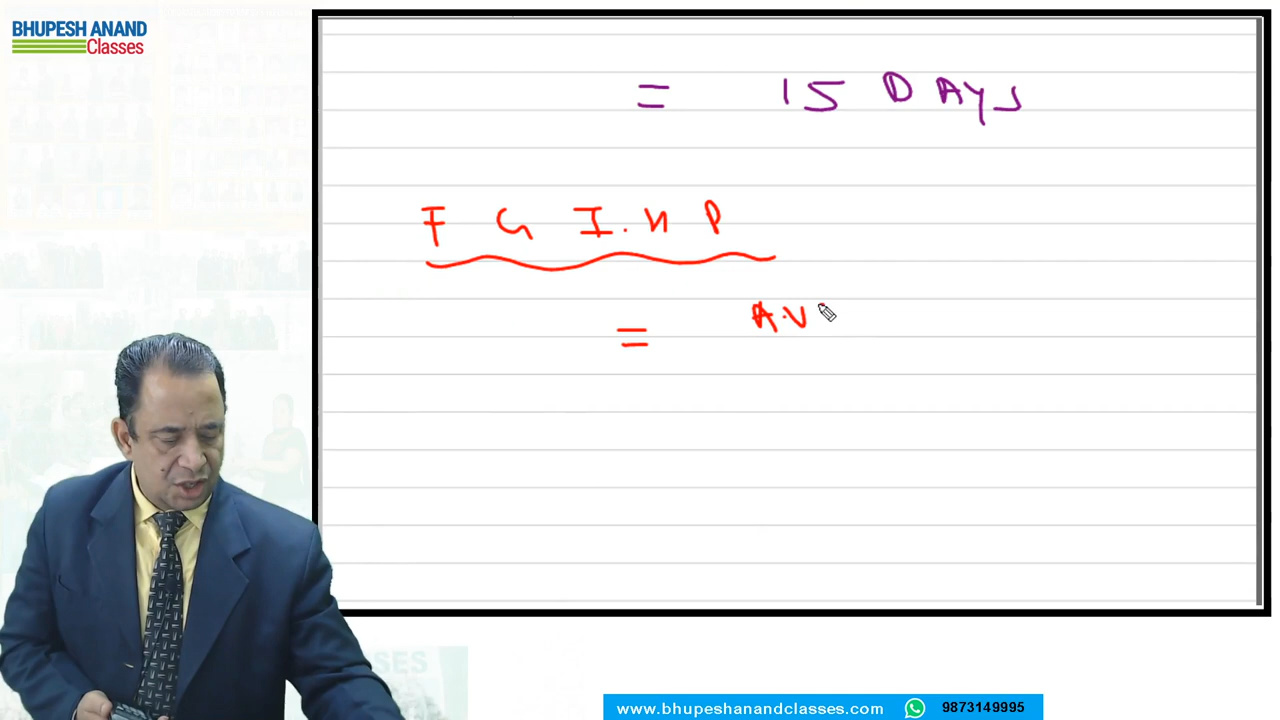 BHUPESH ANAND
Classes
= 15 DAYS
F G I.H P
= A.V
www.bhupeshanandclasses.com 9873149995